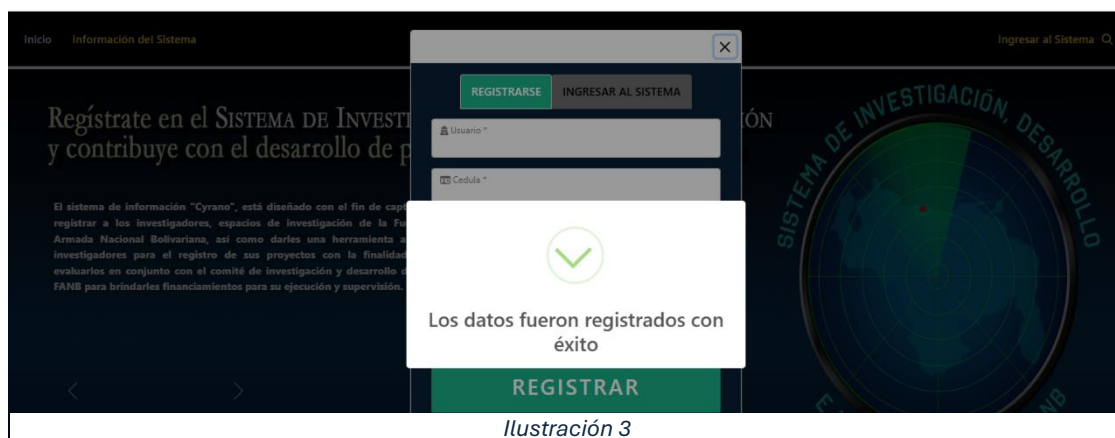 Inicio Información del Sistema
Ingresar al Sistema
REGISTRARSE INGRESAR AL SISTEMA
Regístrate en el SISTEMA DE INVESTI
IÓN
y contribuye con el desarrollo de p
Usuario *
Cedula *
El sistema de información "Cyrano", está diseñado con el fin de capt
registrar a los investigadores, espacios de investigación de la Fu
Armada Nacional Bolivariana, así como darles una herramienta a
investigadores para el registro de sus proyectos con la finalidad
evaluarlos en conjunto con el comité de investigación y desarrollo d
FANB para brindarles financiamientos para su ejecución y supervisión.
Los datos fueron registrados con
éxito
REGISTRAR
SISTEMA DE INVESTIGACIÓN, DESARROLLO
Ilustración 3